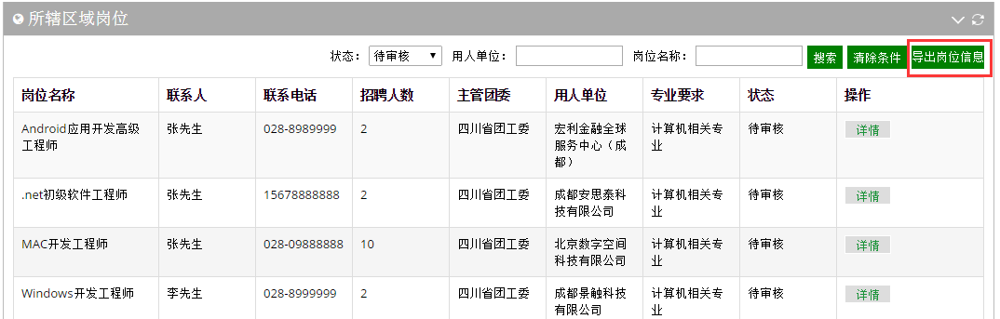 所辖区域岗位
状态： 待审核 用人单位： 岗位名称： 搜索 清除条件 导出岗位信息
岗位名称 联系人 联系电话 招聘人数 主管团委 用人单位 专业要求 状态 操作
Android应用开发高级
工程师
张先生
028-8989999
2
四川省团工委
宏利金融全球
服务中心（成
都）
计算机相关专
业
待审核
详情
.net初级软件工程师
张先生
15678888888
2
四川省团工委
成都安思泰科
技有限公司
计算机相关专
业
待审核
详情
MAC开发工程师
张先生
028-09888888
10
四川省团工委
北京数字空间
科技有限公司
计算机相关专
业
待审核
详情
Windows开发工程师
李先生
028-8999999
2
四川省团工委
成都景触科技
有限公司
计算机相关专
业
待审核
详情